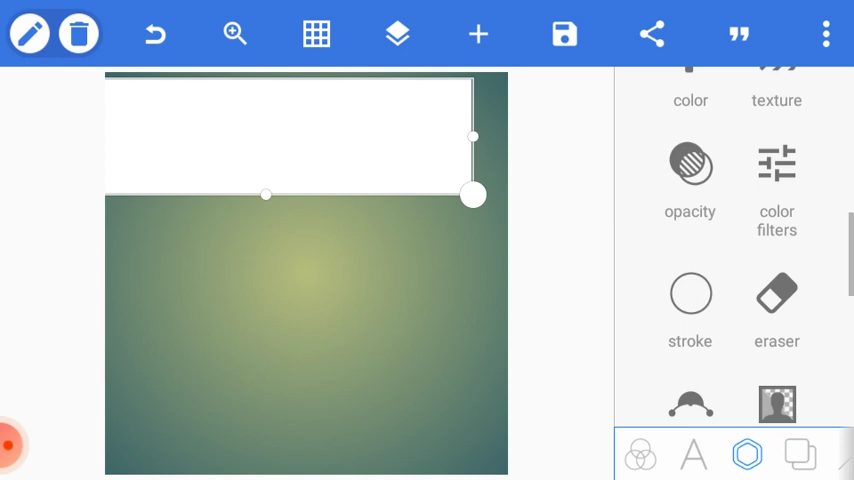 color texture
opacity color filters
stroke eraser